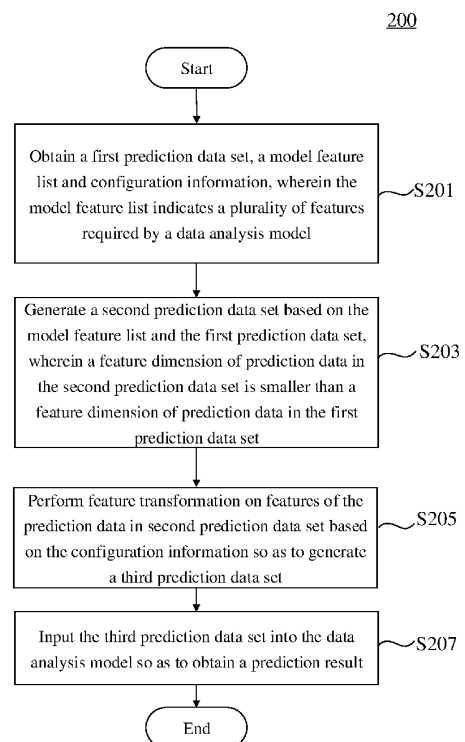 200
Start
Obtain a first prediction data set, a model feature
list and configuration information, wherein the
model feature list indicates a plurality of features
required by a data analysis model
S201
Generate a second prediction data set based on the
model feature list and the first prediction data set,
wherein a feature dimension of prediction data in
the second prediction data set is smaller than a
feature dimension of prediction data in the first
prediction data set
S203
Perform feature transformation on features of the
prediction data in second prediction data set based
on the configuration information so as to generate
a third prediction data set
S205
Input the third prediction data set into the data
analysis model so as to obtain a prediction result
S207
End